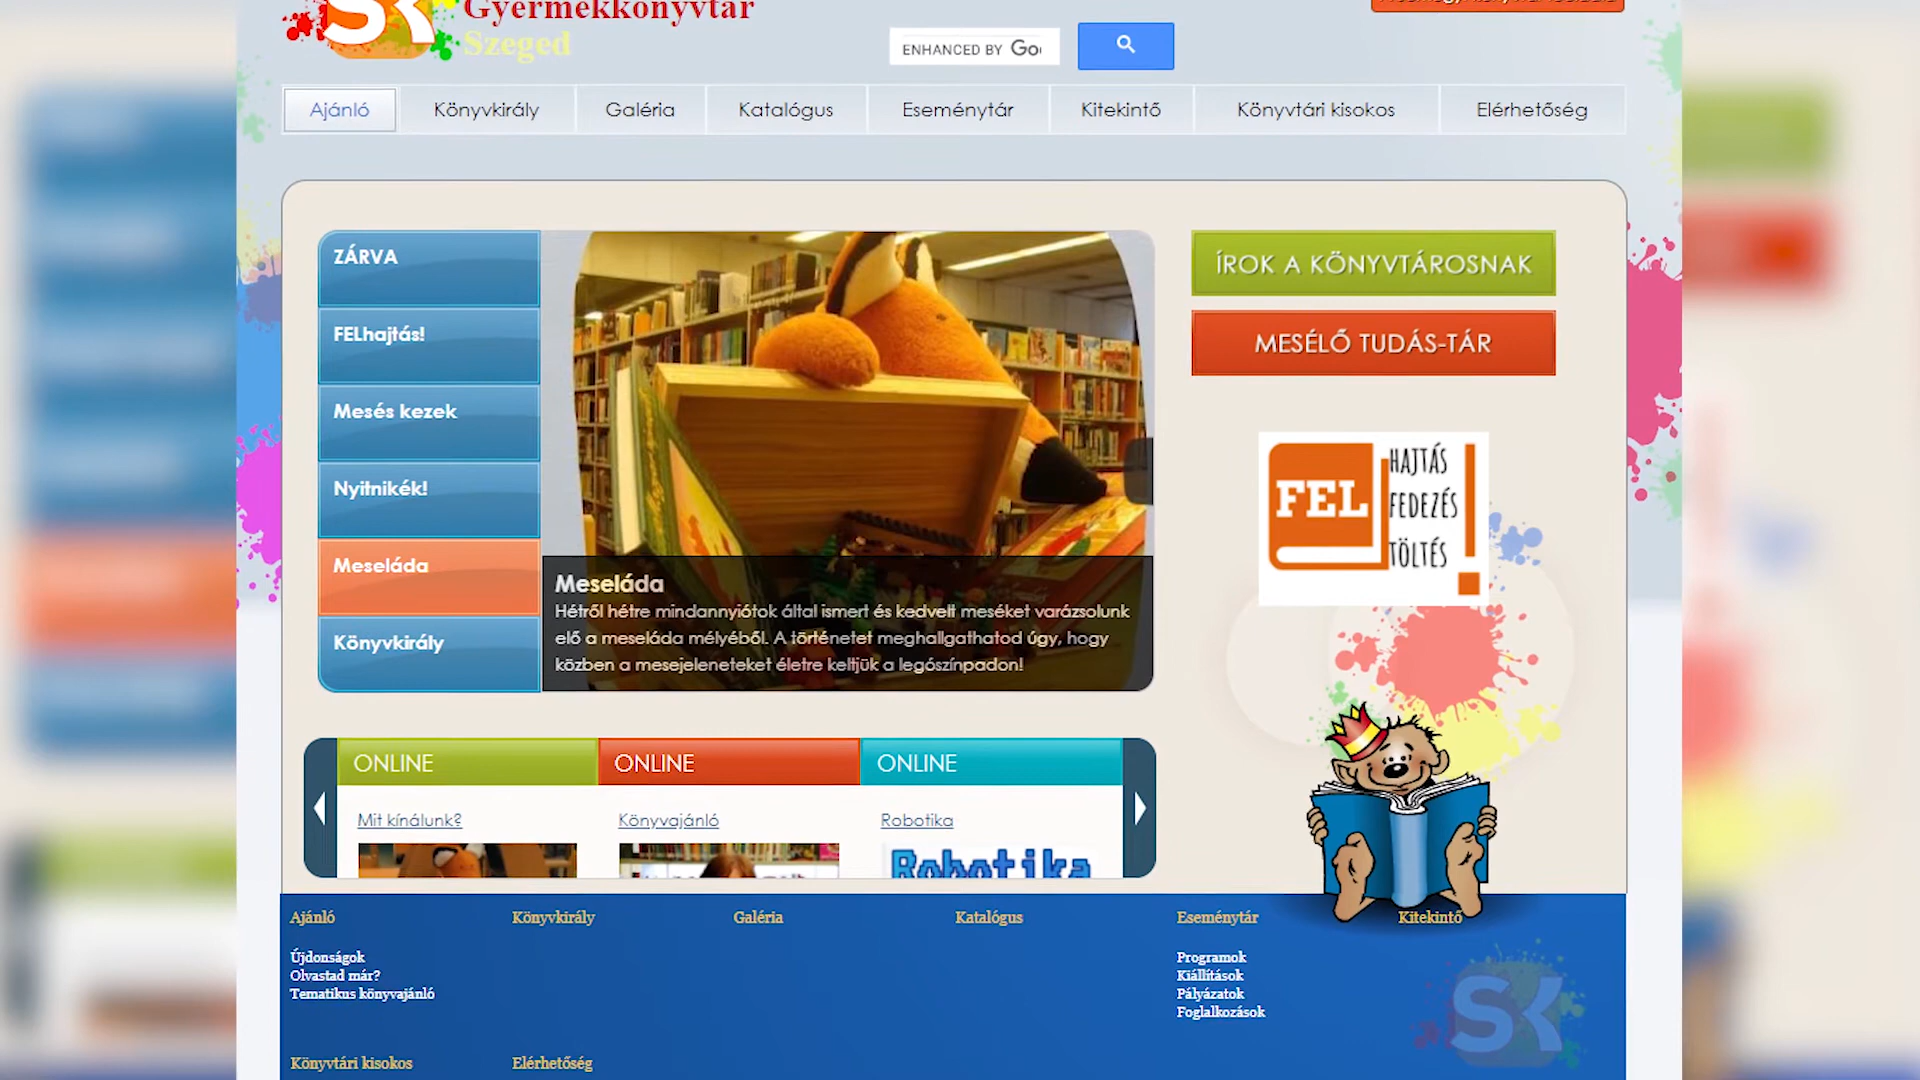 SK
Gyermekkönyvtár
Szeged
ENHANCED BY Go
Ajánló
Könyvkirály
Galéria
Katalógus
Eseménytár
Kitekintő
Könyvtári kisokos
Elérhetőség
ZÁRVA
FELhajtás!
Mesés kezek
Nyitnikék!
Meseláda
Könyvkirály
Meseláda
Hétről hétre mindannyiótok által ismert és kedvelt meséket varázsolunk
elő a meseláda mélyéből. A történetet meghallgathatod úgy, hogy
közben a mesejeleneteket életre keltjük a legószínpadon!
ÍROK A KÖNYVTÁROSNAK
MESÉLŐ TUDÁS-TÁR
FEL
HAJTÁS
FEDEZÉS
TÖLTÉS
!
ONLINE
ONLINE
ONLINE
Mit kínálunk?
Könyvajánló
Robotika
Robotika
Ajánló
Könyvkirály
Galéria
Katalógus
Eseménytár
Kitekintő
Újdonságok
Olvastad már?
Tematikus könyvajánló
Programok
Kiállítások
Pályázatok
Foglalkozások
SK
Könyvtári kisokos
Elérhetőség